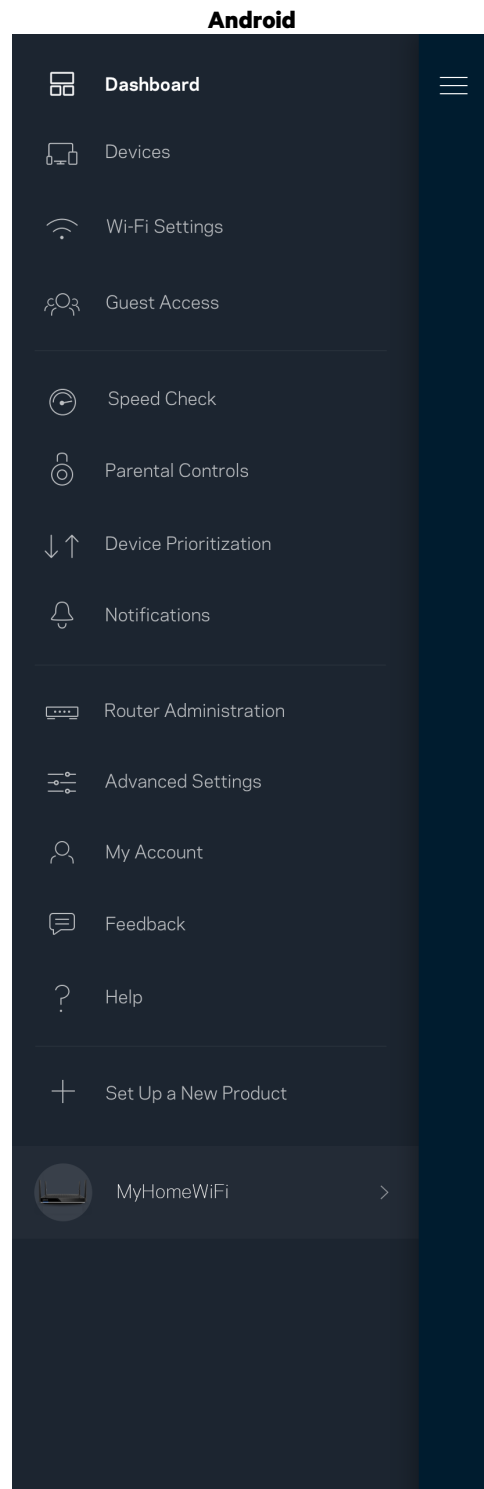 Android
Dashboard
Devices
Wi-Fi Settings
Guest Access
Speed Check
Parental Controls
Device Prioritization
Notifications
Router Administration
Advanced Settings
My Account
Feedback
Help
Set Up a New Product
MyHomeWiFi